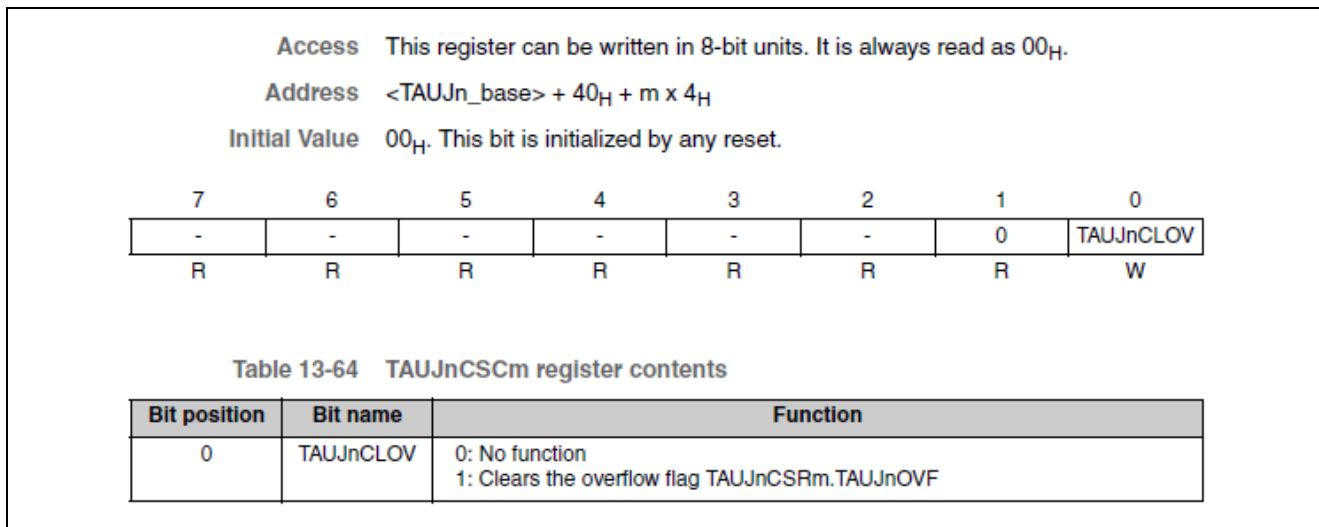 Access This register can be written in 8-bit units. It is always read as 00H.
Address <TAUJn_base> + 40H + m x 4H
Initial Value 00H. This bit is initialized by any reset.
7 6 5 4 3 2 1 0
- - - - - - 0 TAUJnCLOV
R R R R R R R W
Table 13-64 TAUJnCSCm register contents
Bit position Bit name Function
0 TAUJnCLOV 0: No function
1: Clears the overflow flag TAUJnCSRm.TAUJnOVF